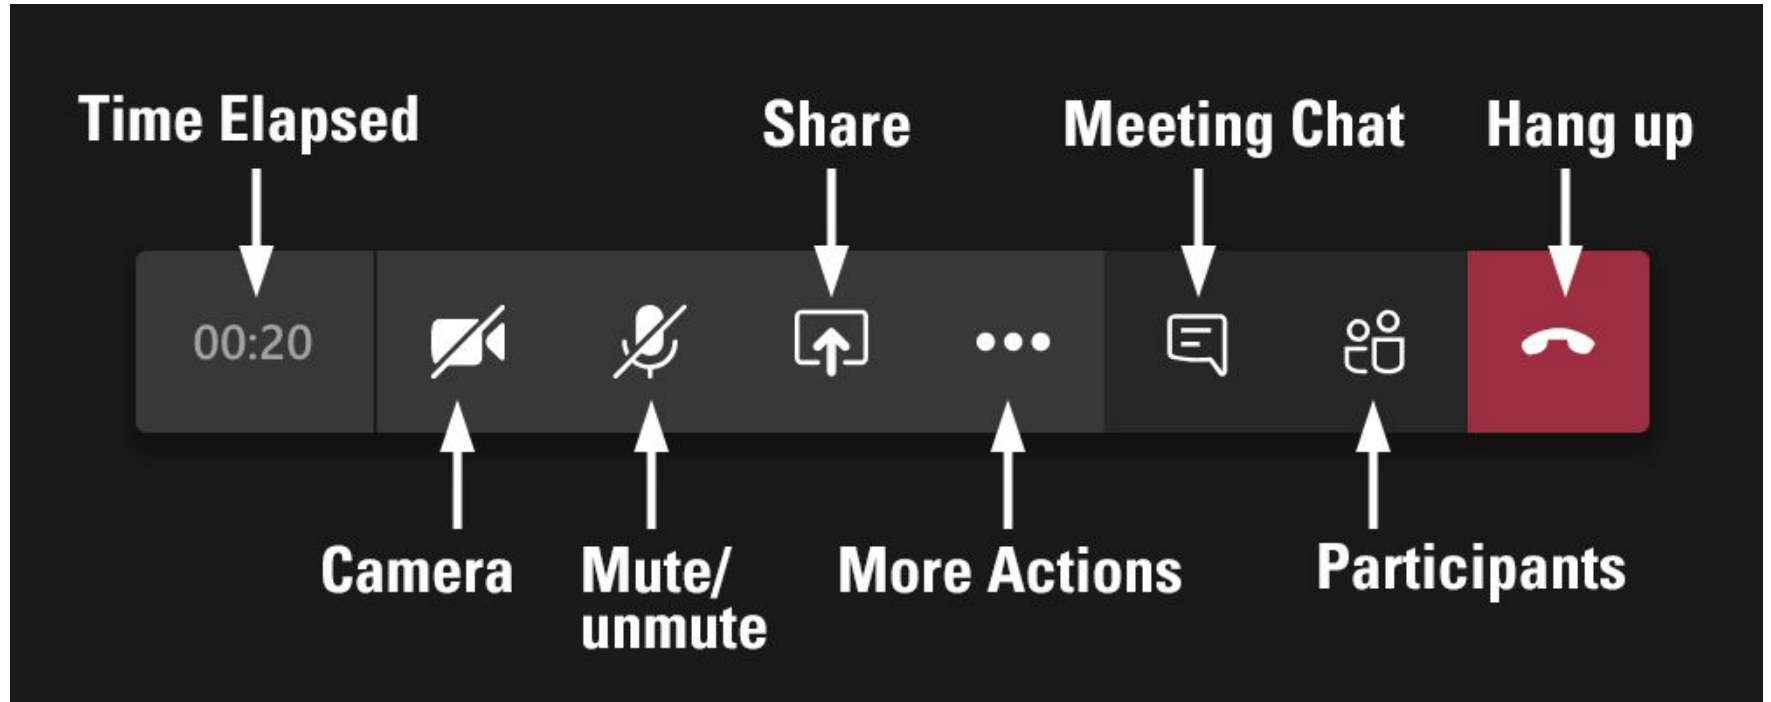 Time Elapsed
Share
Meeting Chat
Hang up
00:20
Camera
Mute/
unmute
More Actions
Participants